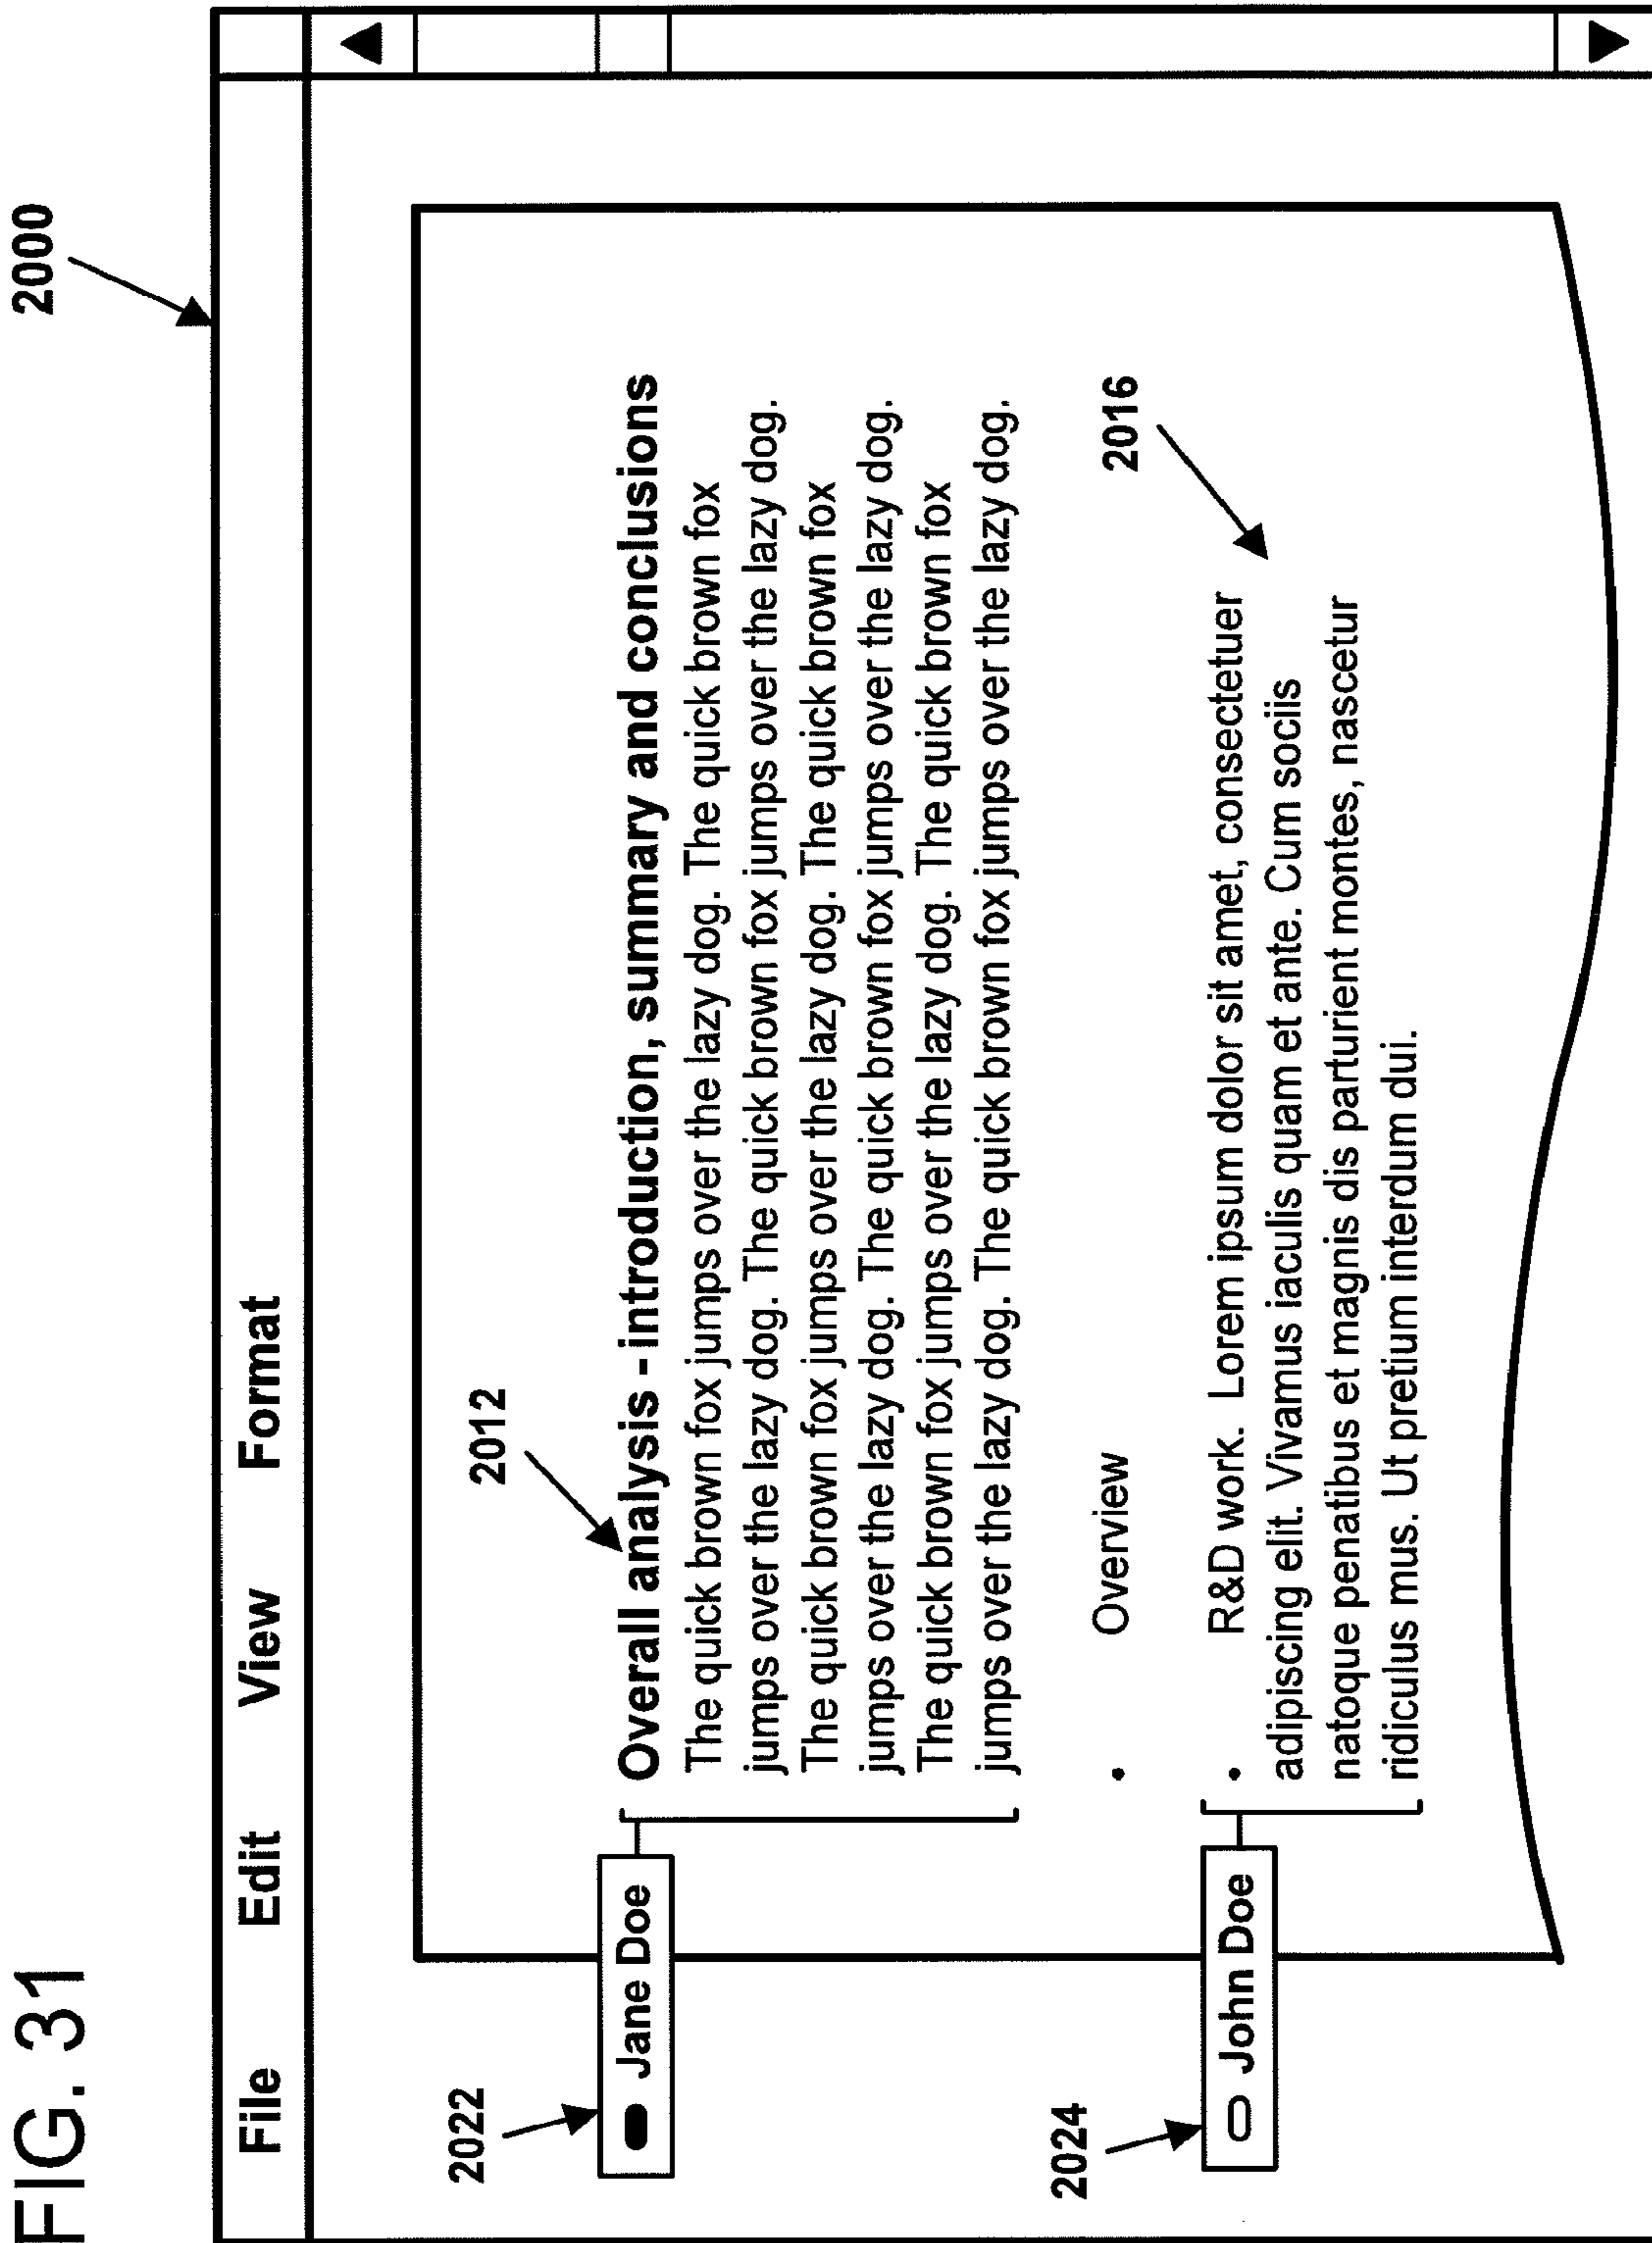 FIG. 31
2000
File Edit View Format
2012
2022
Jane Doe
Overall analysis - introduction, summary and conclusions
The quick brown fox jumps over the lazy dog. The quick brown fox
jumps over the lazy dog. The quick brown fox jumps over the lazy dog.
The quick brown fox jumps over the lazy dog. The quick brown fox
jumps over the lazy dog. The quick brown fox jumps over the lazy dog.
The quick brown fox jumps over the lazy dog. The quick brown fox
jumps over the lazy dog. The quick brown fox jumps over the lazy dog.
• Overview
2016
2024
John Doe
• R&D work. Lorem ipsum dolor sit amet, consectetuer
adipiscing elit. Vivamus iaculis quam et ante. Cum sociis
natoque penatibus et magnis dis parturient montes, nascetur
ridiculus mus. Ut pretium interdum dui.